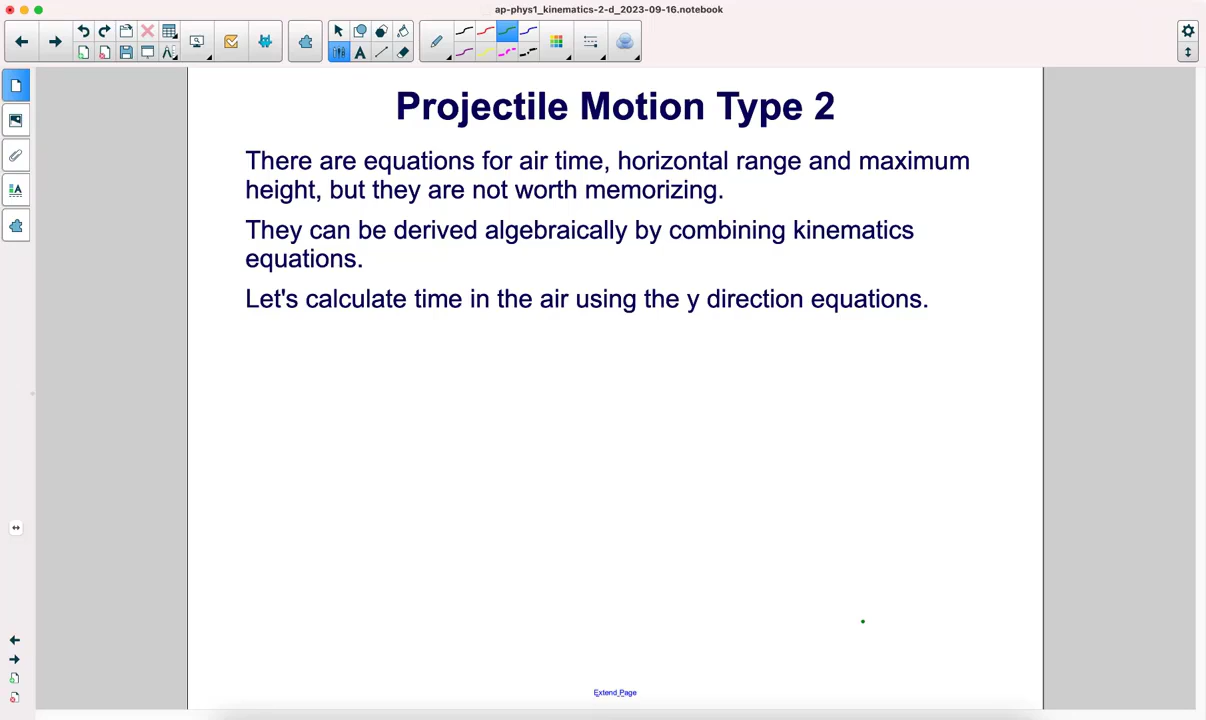 ap-phys1_kinematics-2-d_2023-09-16.notebook
Projectile Motion Type 2
There are equations for air time, horizontal range and maximum
height, but they are not worth memorizing.
They can be derived algebraically by combining kinematics
equations.
Let's calculate time in the air using the y direction equations.
Extend Page